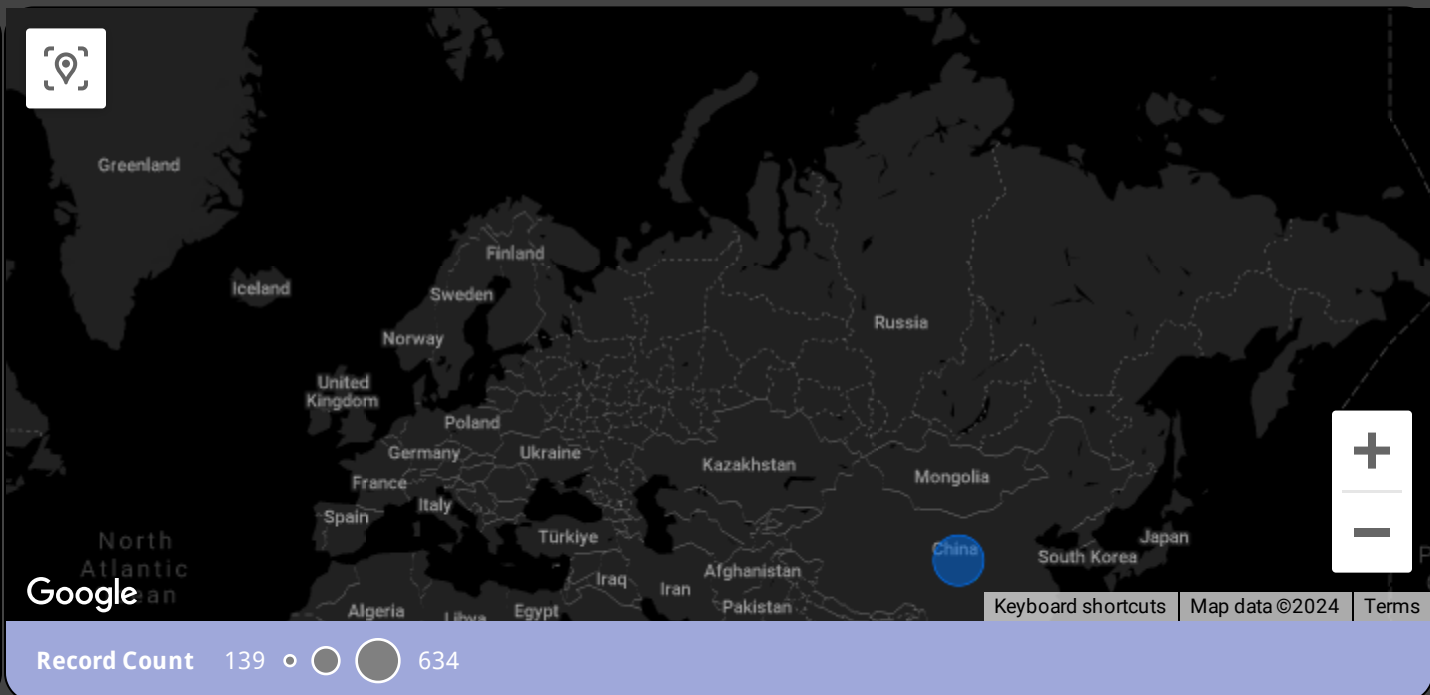 Greenland
Finland
Iceland
Sweden
Russia
Norway
United
Kingdom
Poland
Germany
Ukraine
Kazakhstan
Mongolia
France
Italy
Spain
Türkiye
Japan
China
South Korea
North
Atlantic
Afghanistan
Iraq
Iran
Pakistan
Google
Algeria
Libya
Egypt
Keyboard shortcuts
Map data ©2024
Terms
Record Count 139 634